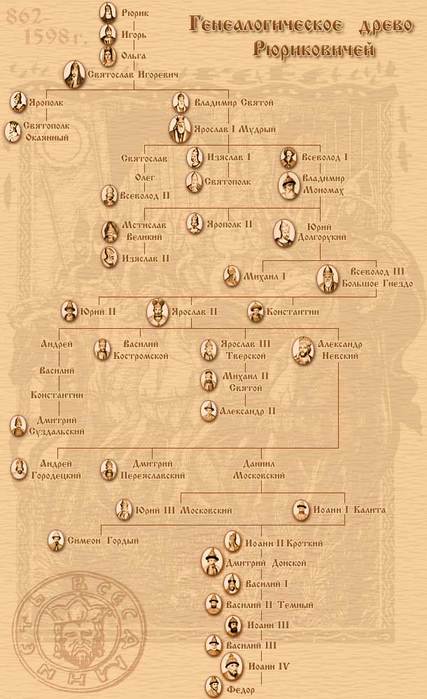 862
1598 г.
Генеалогическое древо
Рюриковичей
Рюрик
Игорь
Ольга
Святослав Игоревич
Ярополк
Владимир Святой
Святополк
Окаянный
Ярослав I Мудрый
Святослав
Изяслав I
Всеволод I
Олег
Святополк
Владимир
Мономах
Всеволод II
Мстислав
Великий
Ярополк II
Юрий
Долгорукий
Изяслав II
Михаил I
Всеволод III
Большое Гнездо
Юрий II
Ярослав II
Константин
Андрей
Василий
Костромской
Ярослав III
Тверской
Александр
Невский
Василий
Михаил II
Святой
Константин
Александр II
Дмитрий
Суздальский
Андрей
Городецкий
Дмитрий
Переяславский
Даниил
Московский
Юрий III Московский
Иоанн I Калита
Симеон Гордый
Иоанн II Кроткий
Дмитрий Донской
Василий I
Василий II Темный
Иоанн III
Василий III
Иоанн IV
Федор